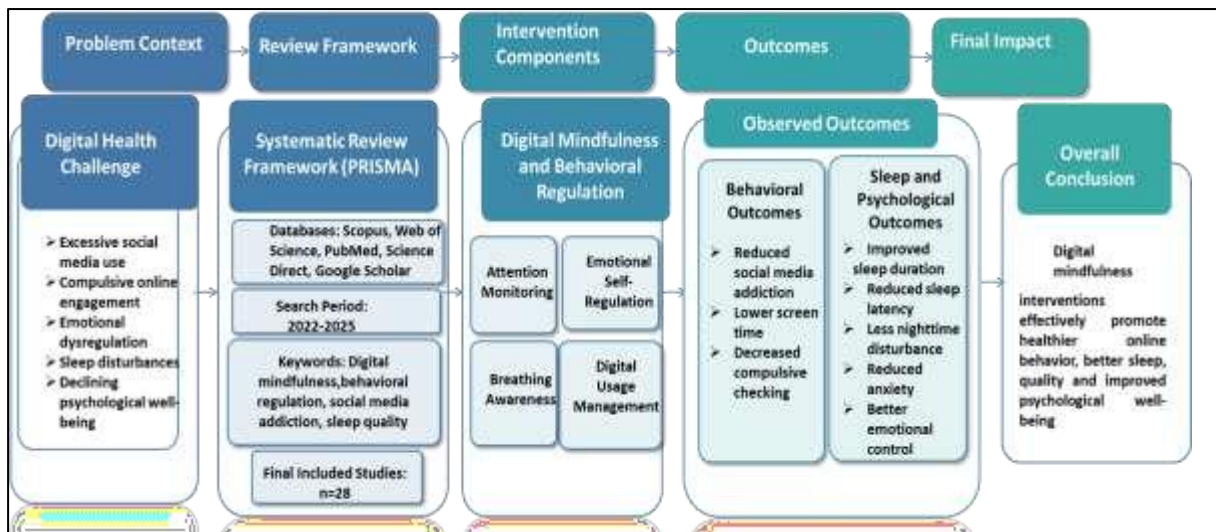 Problem Context
Review Framework
Intervention
Components
Outcomes
Final Impact
Digital Health
Challenge
➢ Excessive social
media use
➢ Compulsive online
engagement
➢ Emotional
dysregulation
➢ Sleep disturbances
➢ Declining
psychological well-
being
Systematic Review
Framework (PRISMA)
Databases: Scopus, Web of
Science, PubMed, Science
Direct, Google Scholar
Search Period:
2022-2025
Keywords: Digital
mindfulness,behavioral
regulation, social media
addiction, sleep quality
Final Included Studies:
n=28
Digital Mindfulness
and Behavioral
Regulation
Attention
Monitoring
Emotional
Self-
Regulation
Breathing
Awareness
Digital
Usage
Management
Observed Outcomes
Behavioral
Outcomes
➢ Reduced
social media
addiction
➢ Lower screen
time
➢ Decreased
compulsive
checking
Sleep and
Psychological
Outcomes
➢ Improved
sleep duration
➢ Reduced sleep
latency
➢ Less nighttime
disturbance
➢ Reduced
anxiety
➢ Better
emotional
control
Overall
Conclusion
Digital
mindfulness
interventions
effectively promote
healthier online
behavior, better sleep,
quality and improved
psychological well-
being